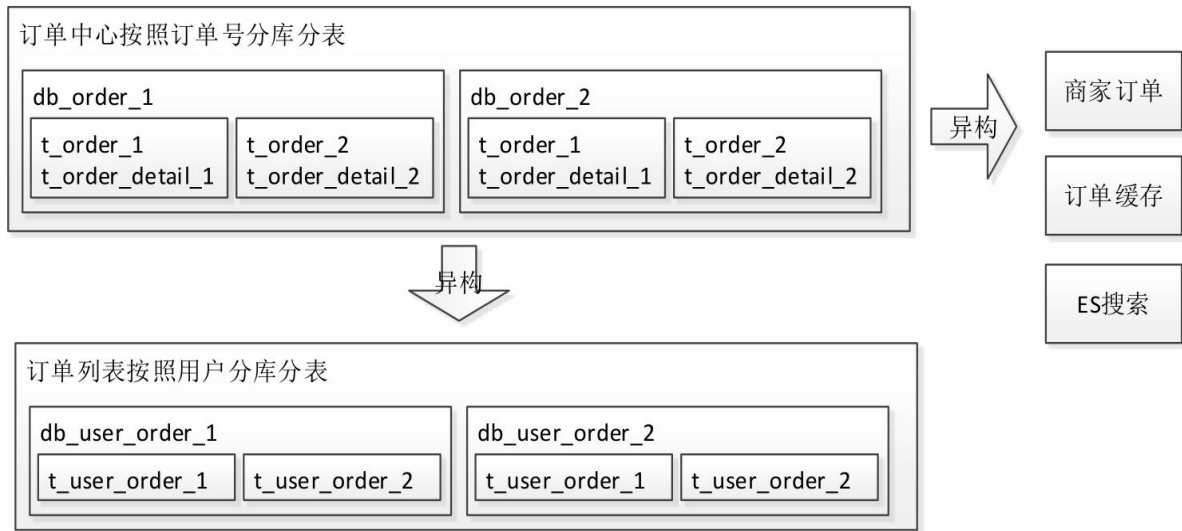 订单中心按照订单号分库分表
db_order_1
t_order_1
t_order_detail_1
t_order_2
t_order_detail_2
db_order_2
t_order_1
t_order_detail_1
t_order_2
t_order_detail_2
异构
商家订单
订单缓存
ES搜索
异构
订单列表按照用户分库分表
db_user_order_1
t_user_order_1
t_user_order_2
db_user_order_2
t_user_order_1
t_user_order_2